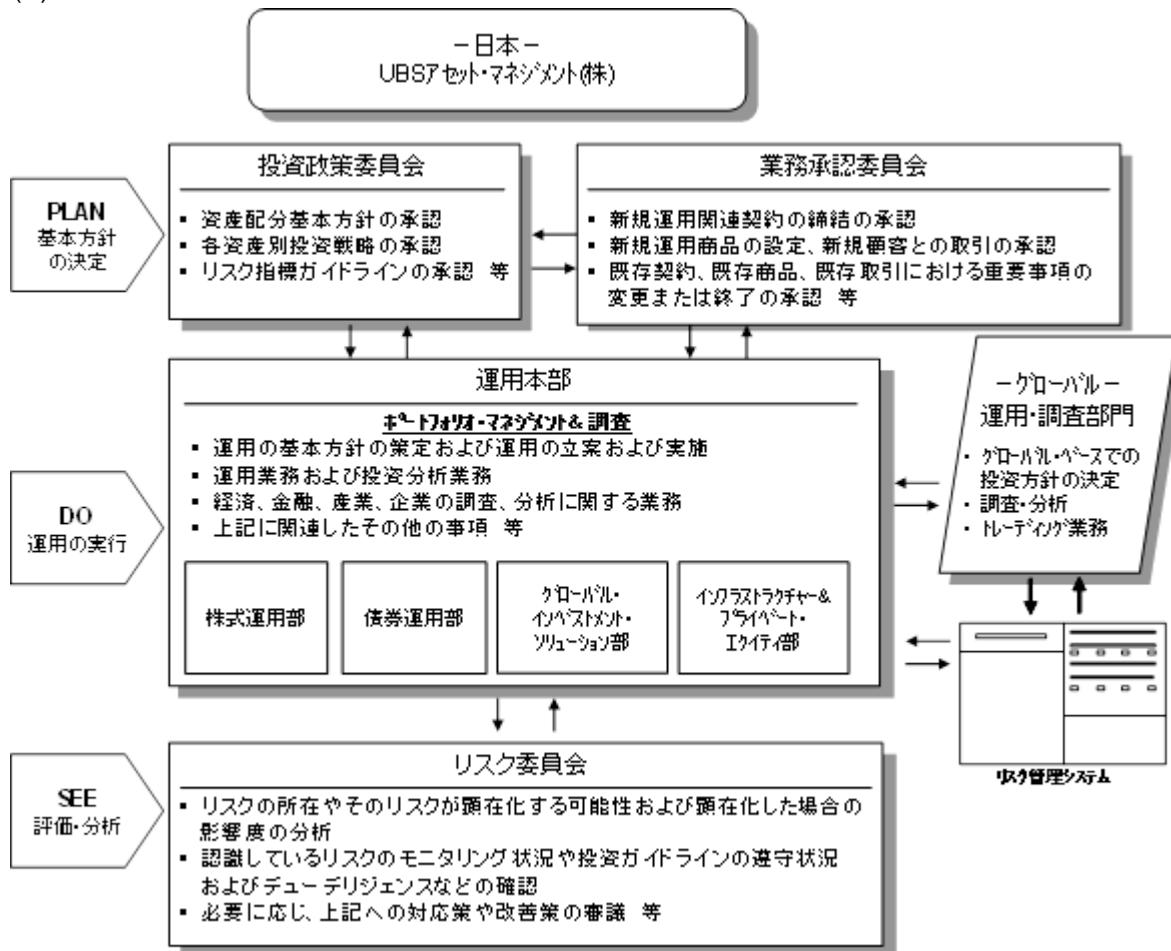 －日本－
UBSアセット・マネジメント(株)
投資政策委員会
▪ 資産配分基本方針の承認
▪ 各資産別投資戦略の承認
▪ リスク指標ガイドラインの承認 等
業務承認委員会
▪ 新規運用関連契約の締結の承認
▪ 新規運用商品の設定、新規顧客との取引の承認
▪ 既存契約、既存商品、既存取引における重要事項の
変更または終了の承認 等
PLAN
基本方針
の決定
運用本部
ポートフォリオ・マネジメント& 調査
▪ 運用の基本方針の策定および運用の立案および実施
▪ 運用業務および投資分析業務
▪ 経済、金融、産業、企業の調査、分析に関する業務
▪ 上記に関連したその他の事項 等
株式運用部
債券運用部
グローバル・
インベストメント・
ソリューション部
インフラストラクチャー&
プライベート・
エクイティ部
DO
運用の実行
－グローバル－
運用・調査部門
▪ グローバル・ベースでの
投資方針の決定
▪ 調査・分析
▪ トレーディング業務
リスク管理システム
SEE
評価・分析
リスク委員会
▪ リスクの所在やそのリスクが顕在化する可能性および顕在化した場合の
影響度の分析
▪ 認識しているリスクのモニタリング状況や投資ガイドラインの遵守状況
およびデューデリジェンスなどの確認
▪ 必要に応じ、上記への対応策や改善策の審議 等